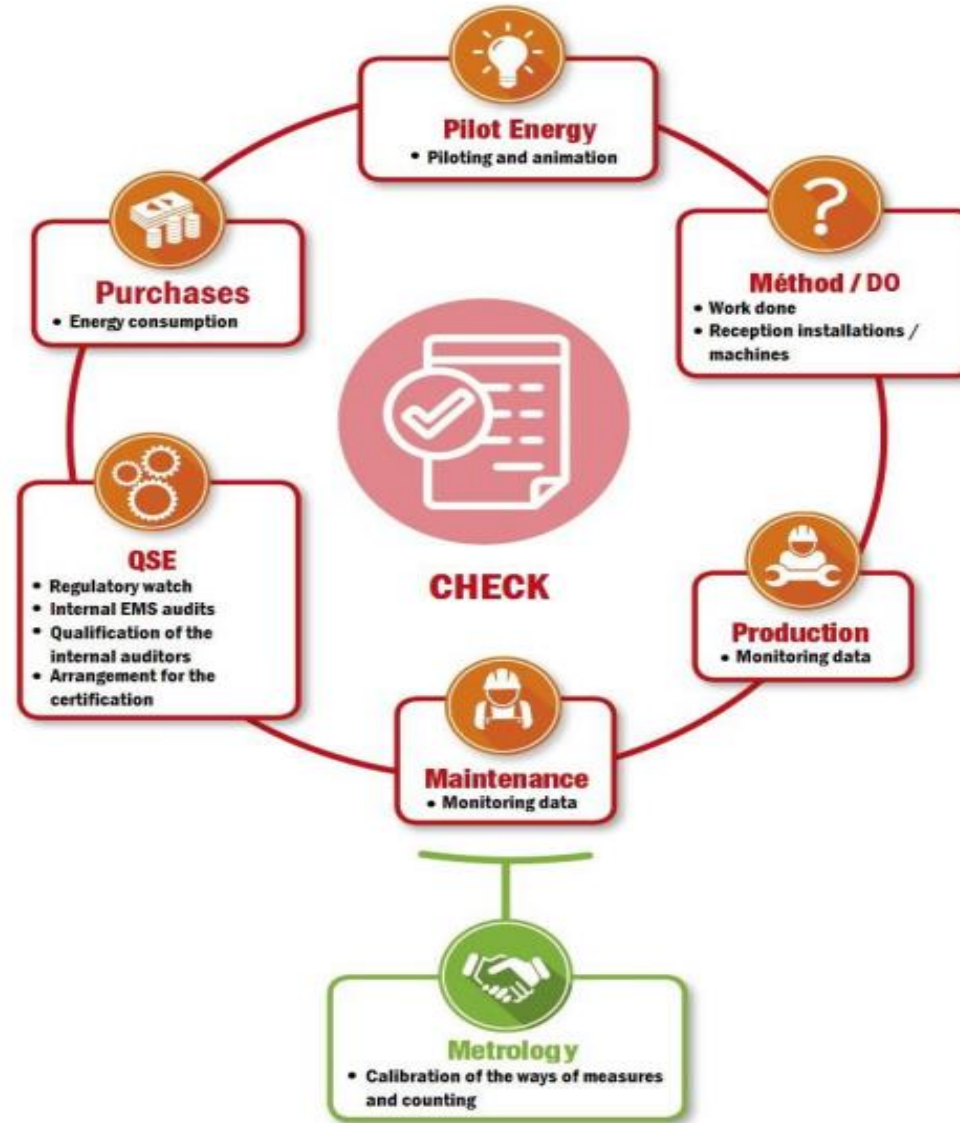 Pilot Energy
• Piloting and animation
Méthod / DO
• Work done
• Reception installations /
machines
Purchases
• Energy consumption
QSE
• Regulatory watch
• Internal EMS audits
• Qualification of the
internal auditors
• Arrangement for the
certification
CHECK
Production
• Monitoring data
Maintenance
• Monitoring data
Metrology
• Calibration of the ways of measures
and counting